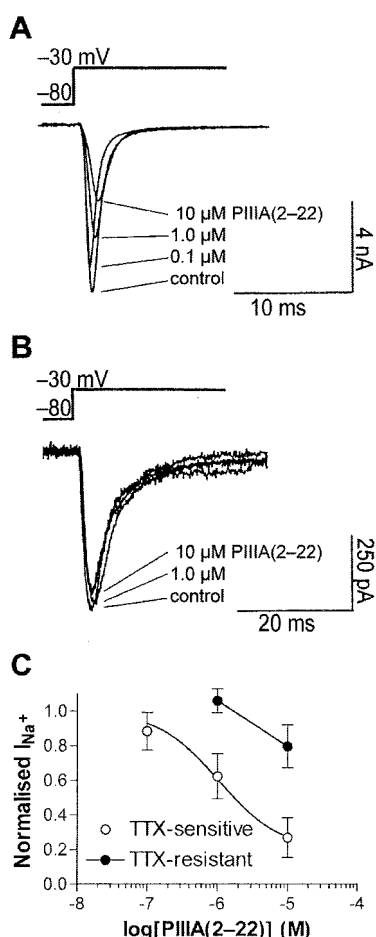 A
−30 mV
−80
10 µM PIIIA(2–22)
1.0 µM
0.1 µM
control
4 nA
10 ms
B
−30 mV
−80
10 µM PIIIA(2–22)
1.0 µM
control
250 pA
20 ms
C
Normalised INa+
1.0
0.8
0.6
0.4
0.2
0.0
TTX-sensitive
TTX-resistant
-8 -7 -6 -5 -4
log[PIIIA(2–22)] (M)